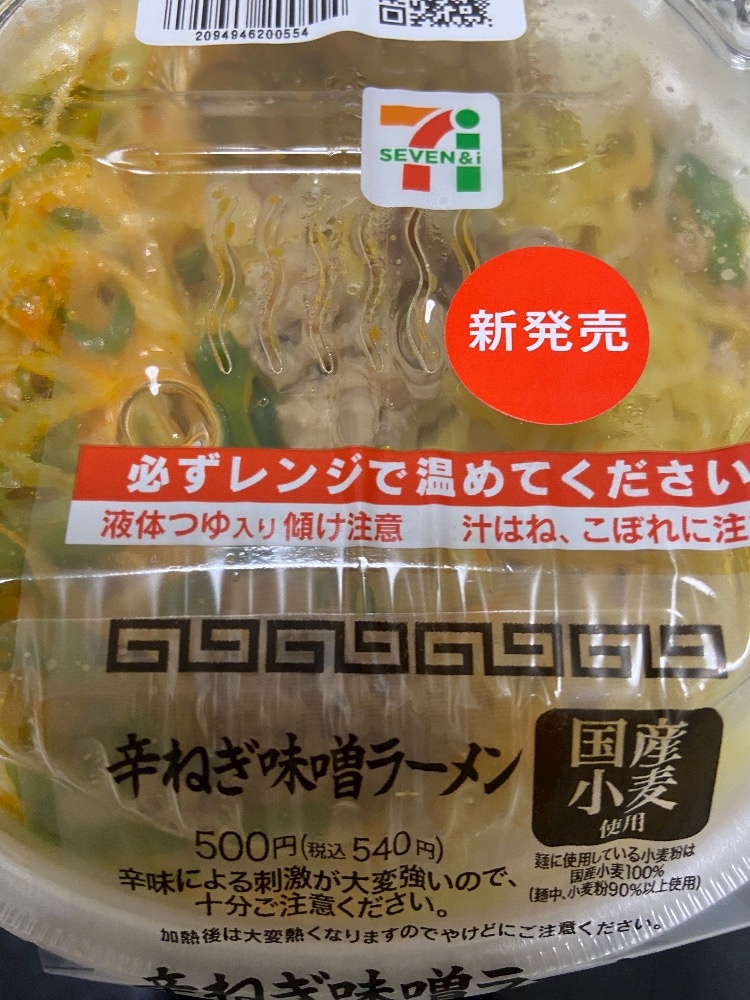 2094946200554
SEVEN&i
新発売
必ずレンジで温めてください
液体つゆ入り傾け注意 汁はね、こぼれに注
辛ねぎ味噌ラーメン
国産
小麦
使用
500円(税込540円)
麺に使用している小麦粉は
国産小麦100%
(麺中、小麦粉90%以上使用)
辛味による刺激が大変強いので、
十分ご注意ください。
加熱後は大変熱くなりますのでやけどにご注意ください。
辛ねぎ味噌ラ